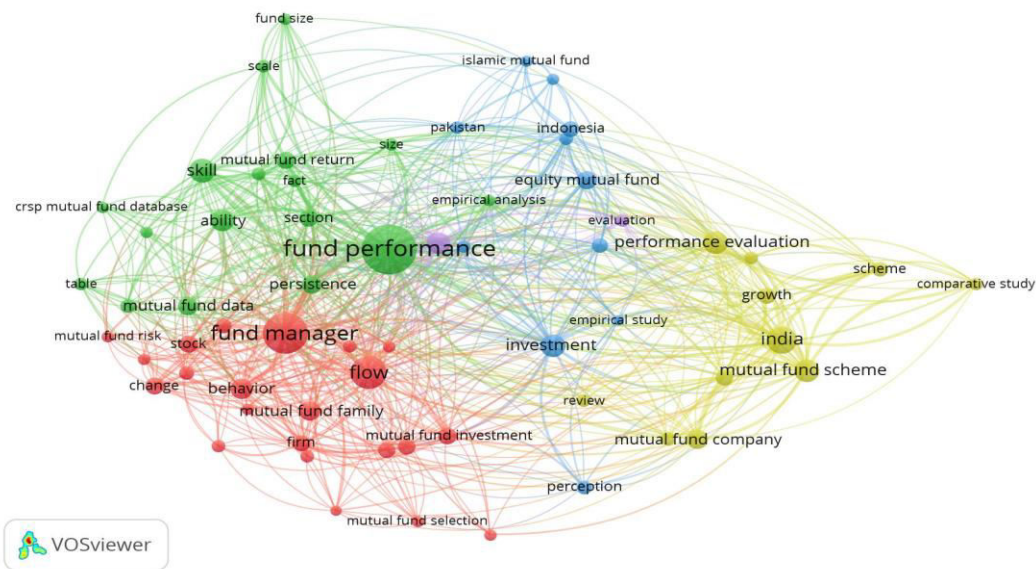 fund size
islamic mutual fund
scale
pakistan
indonesia
size
mutual fund return
skill
fact
equity mutual fund
empirical analysis
crsp mutual fund database
ability
section
evaluation
performance evaluation
fund performance
scheme
table
persistence
comparative study
growth
mutual fund data
empirical study
fund manager
mutual fund risk
stock
investment
india
flow
mutual fund scheme
change
behavior
review
mutual fund family
mutual fund investment
mutual fund company
firm
perception
mutual fund selection
VOSviewer